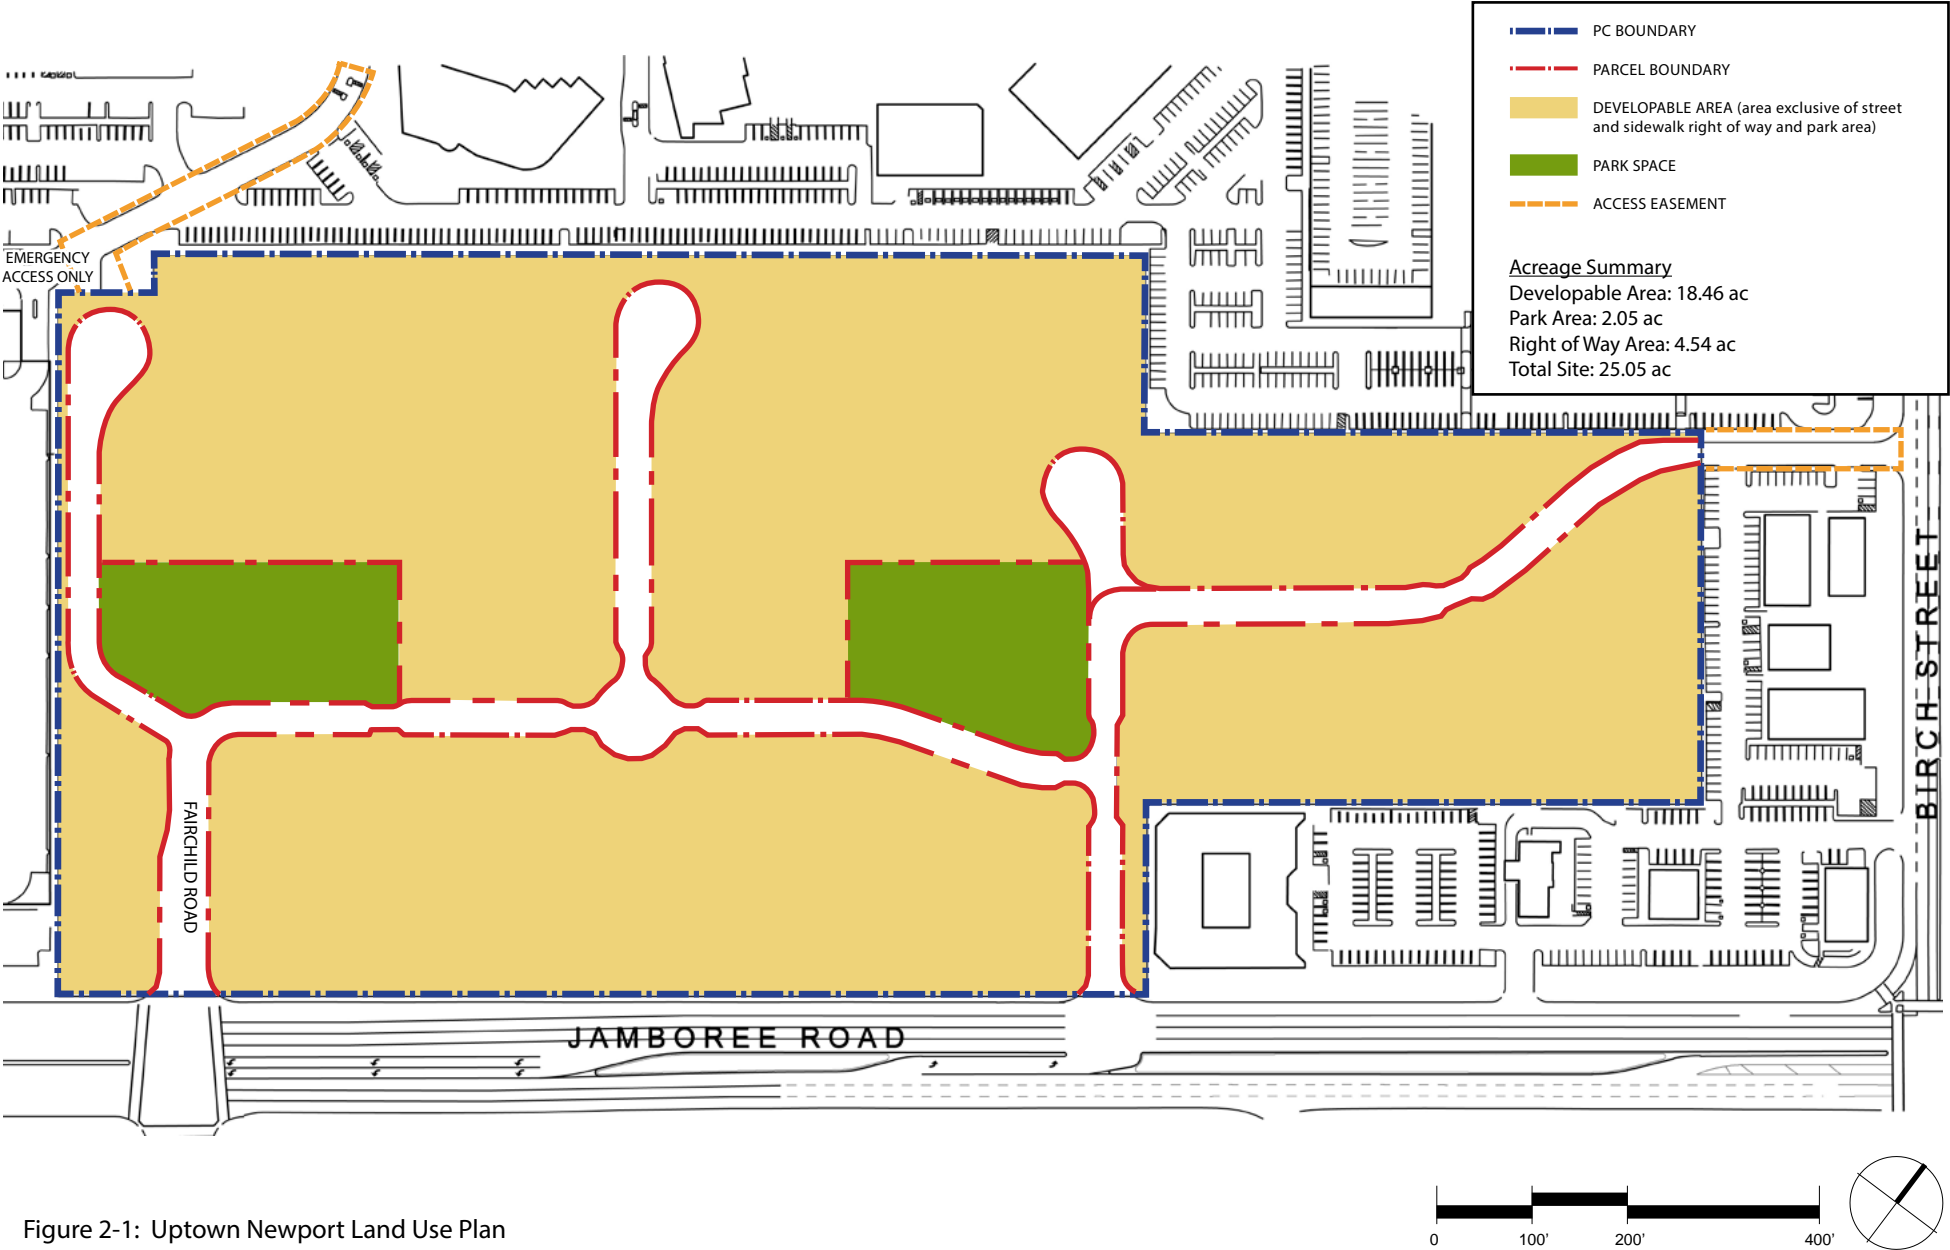 PC BOUNDARY
PARCEL BOUNDARY
DEVELOPABLE AREA (area exclusive of street
and sidewalk right of way and park area)
PARK SPACE
ACCESS EASEMENT
Acreage Summary
Developable Area: 18.46 ac
Park Area: 2.05 ac
Right of Way Area: 4.54 ac
Total Site: 25.05 ac
EMERGENCY
ACCESS ONLY
FAIRCHILD ROAD
BIRCH STREET
JAMBOREE ROAD
Figure 2-1: Uptown Newport Land Use Plan
0 100' 200' 400'